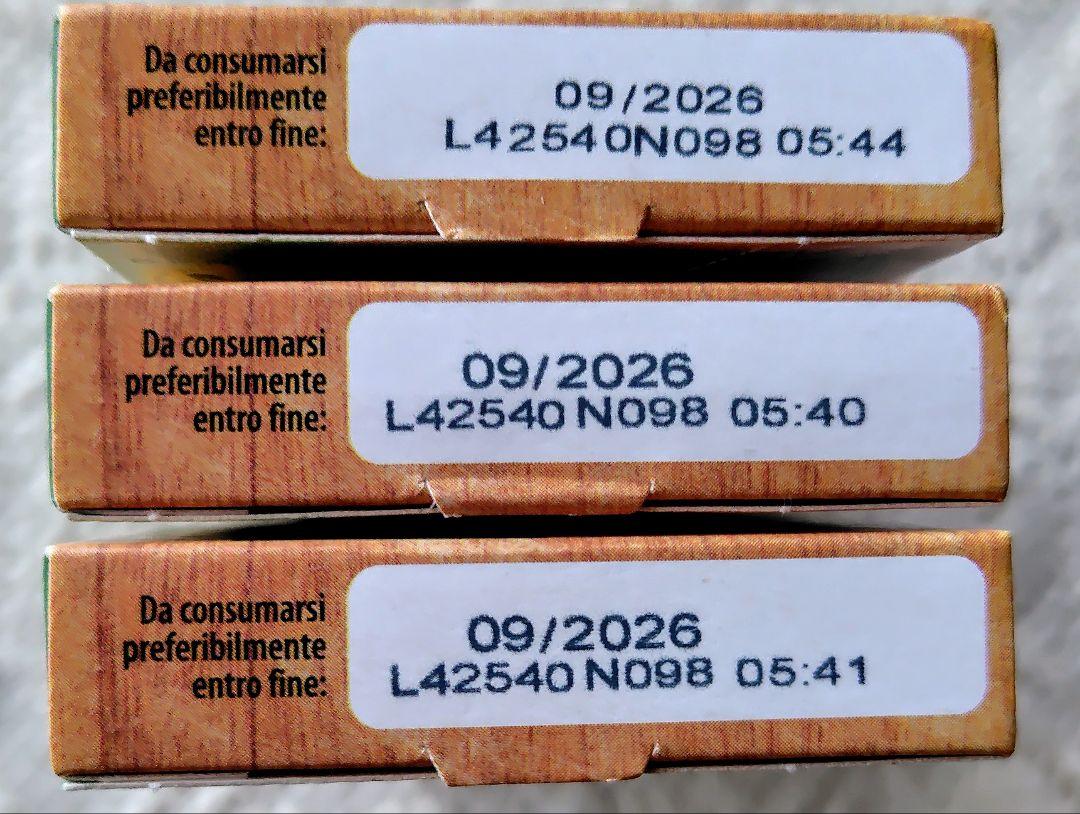 Da consumarsi
preferibilmente
entro fine:
09/2026
L42540N098 05:44
Da consumarsi
preferibilmente
entro fine:
09/2026
L42540 N098 05:40
Da consumarsi
preferibilmente
entro fine:
09/2026
L42540 N098 05:41